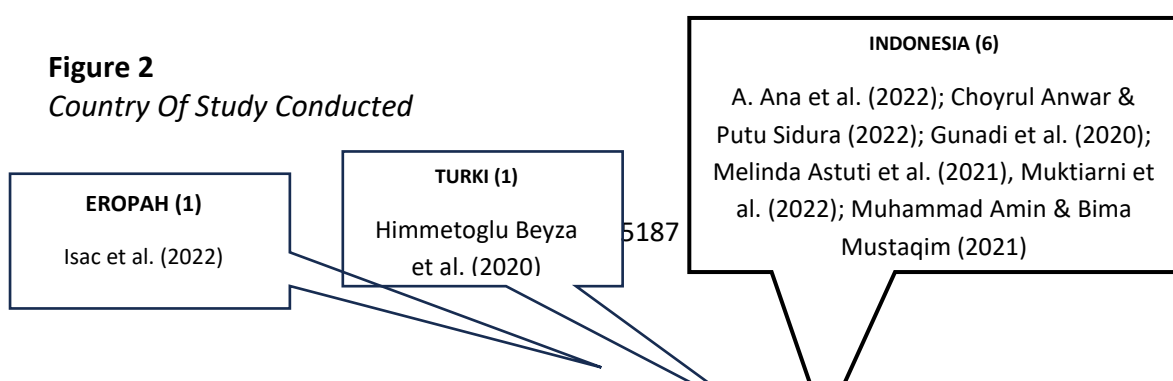 Figure 2
Country Of Study Conducted
EROPAH (1)
Isac et al. (2022)
TURKI (1)
Himmetoglu Beyza
et al. (2020)
5187
INDONESIA (6)
A. Ana et al. (2022); Choyrul Anwar &
Putu Sidura (2022); Gunadi et al. (2020);
Melinda Astuti et al. (2021), Muktiarni et
al. (2022); Muhammad Amin & Bima
Mustaqim (2021)